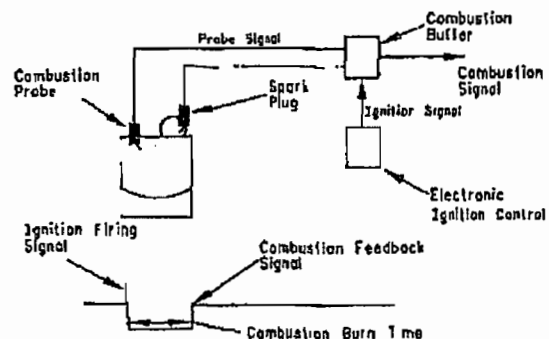 Combustion
Buffer
Probe Signal
Combustion
Signal
Combustion
Probe
Spark
Plug
Ignition Signal
Electronic
Ignition Control
Ignition Firing
Signal
Combustion Feedback
Signal
Combustion Burn Time